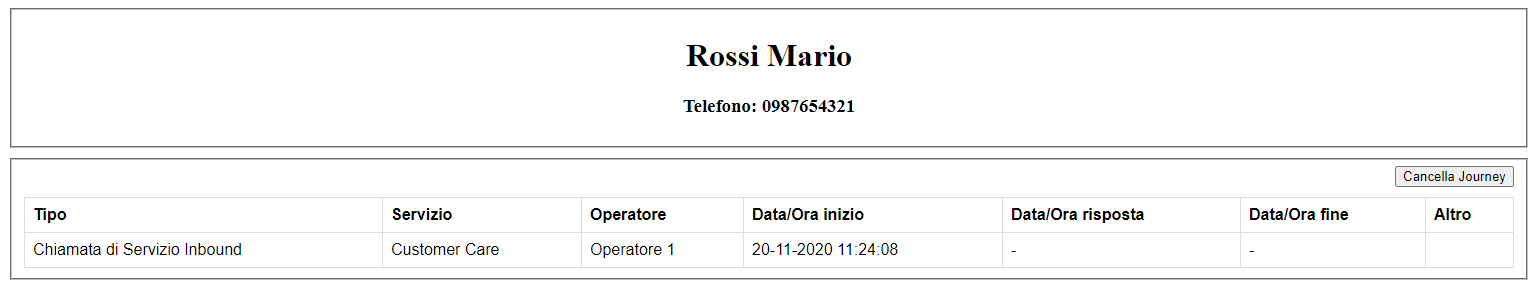 Rossi Mario
Telefono: 0987654321
Cancella Journey
Tipo Servizio Operatore Data/Ora inizio Data/Ora risposta Data/Ora fine Altro
Chiamata di Servizio Inbound Customer Care Operatore 1 20-11-2020 11:24:08 - -